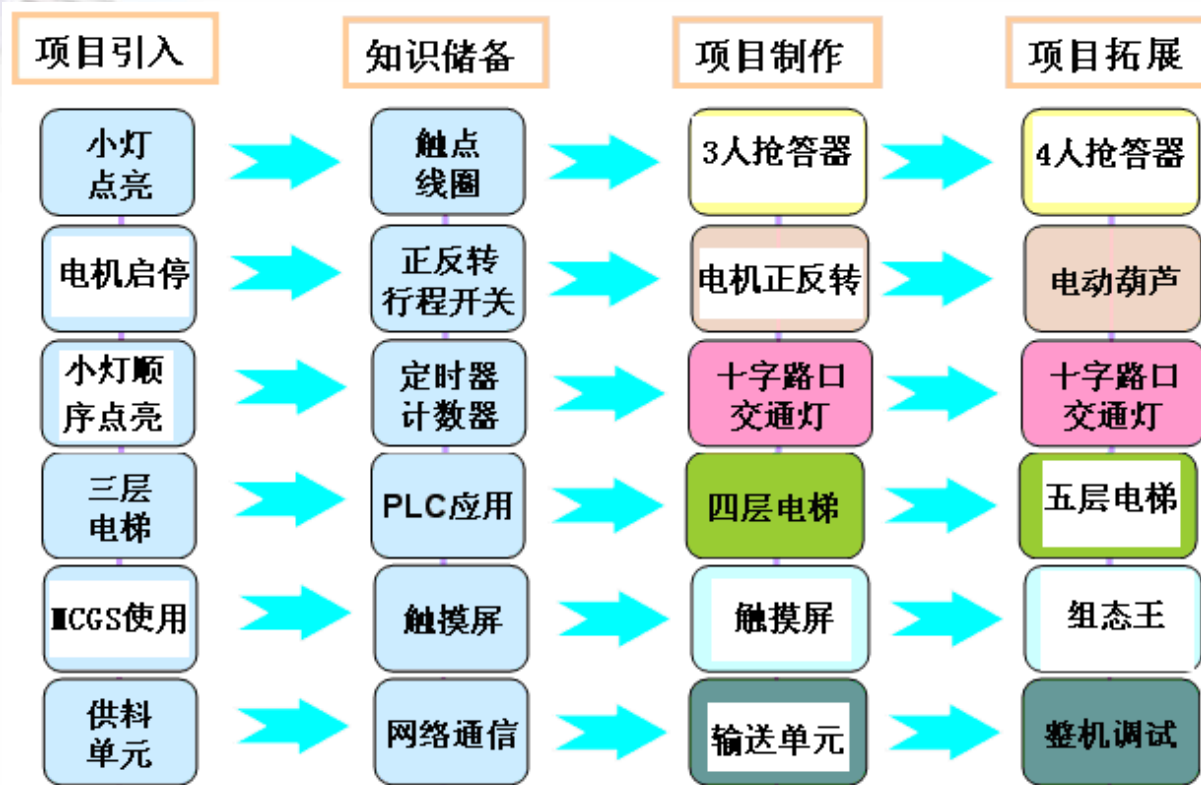 项目引入
知识储备
项目制作
项目拓展
小灯
点亮
触点
线圈
3人抢答器
4人抢答器
电机启停
正反转
行程开关
电机正反转
电动葫芦
小灯顺
序点亮
定时器
计数器
十字路口
交通灯
十字路口
交通灯
三层
电梯
PLC应用
四层电梯
五层电梯
MCGS使用
触摸屏
触摸屏
组态王
供料
单元
网络通信
输送单元
整机调试